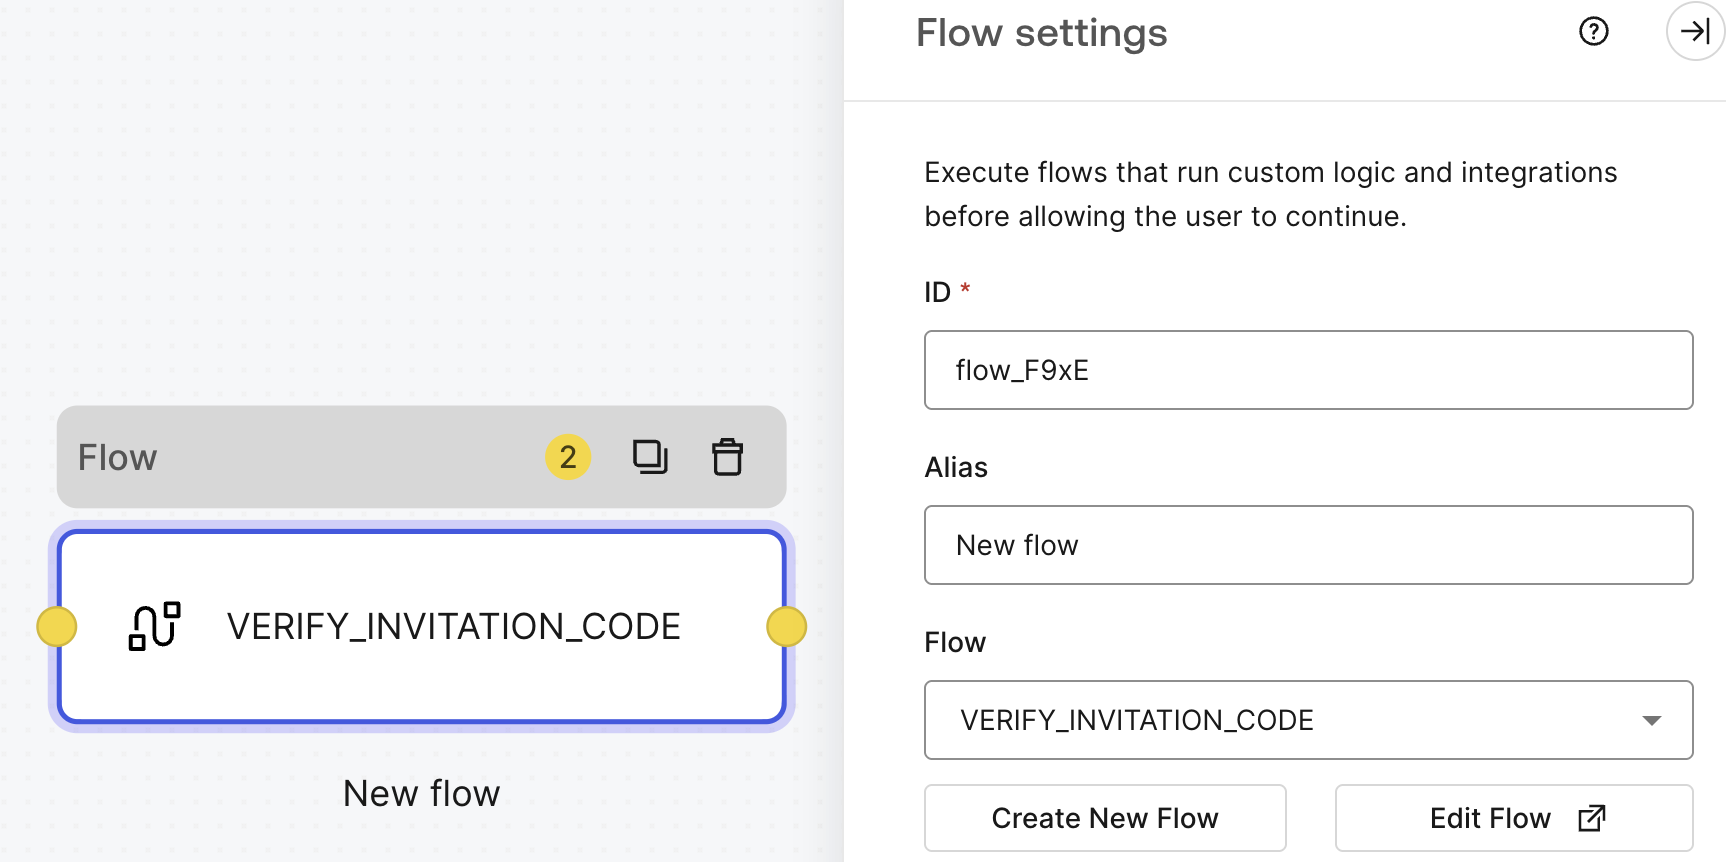 Flow 2
VERIFY_INVITATION_CODE
New flow
Flow settings
Execute flows that run custom logic and integrations
before allowing the user to continue.
ID *
flow_F9xE
Alias
New flow
Flow
VERIFY_INVITATION_CODE
Create New Flow
Edit Flow